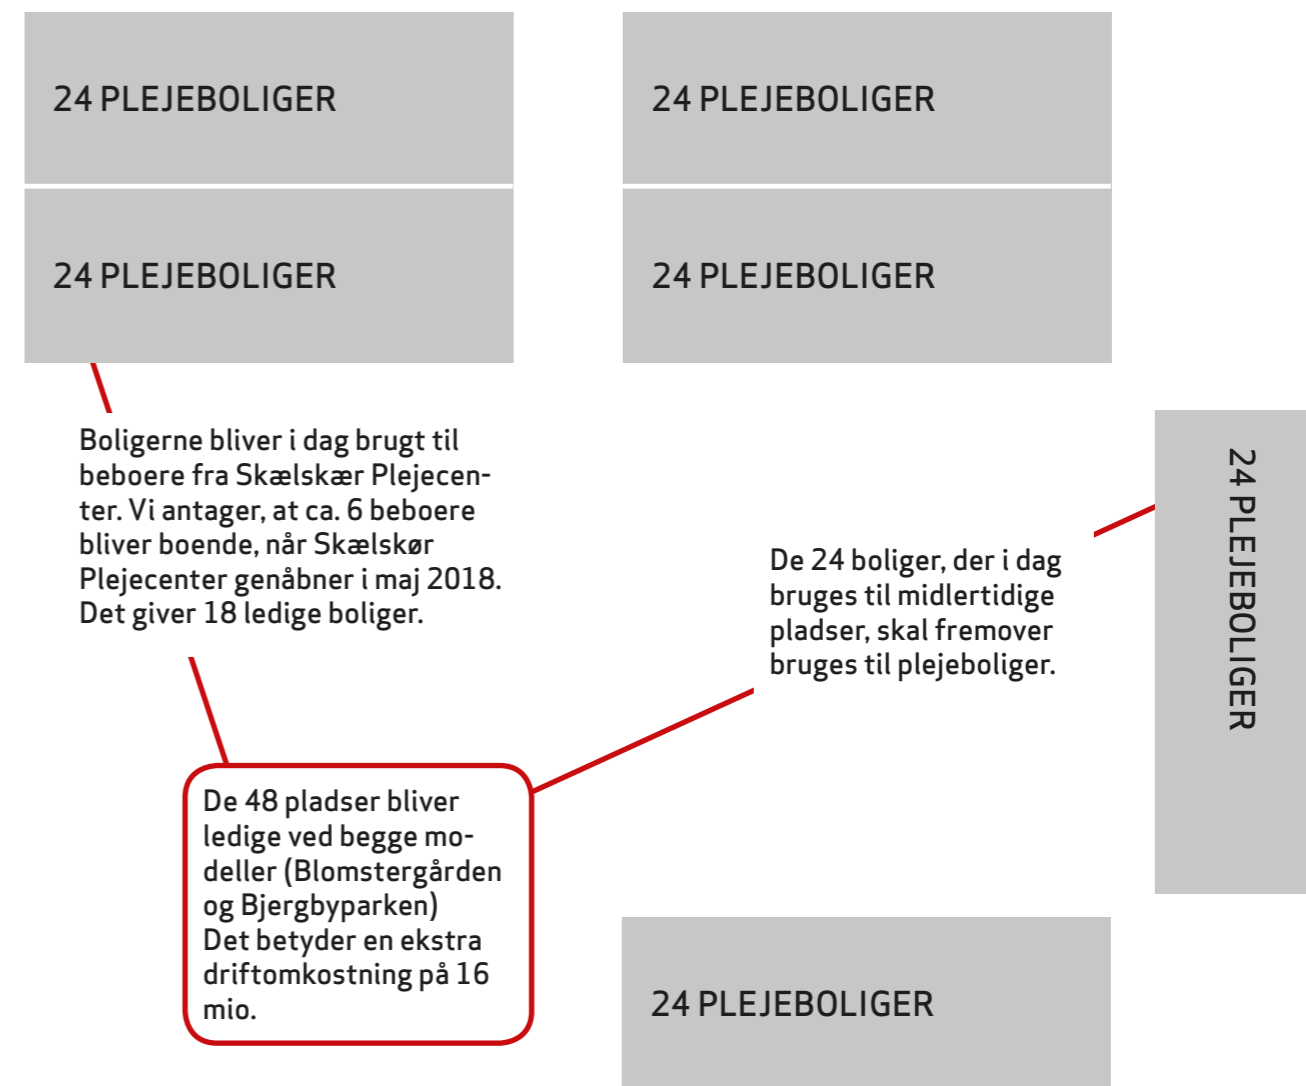 24 PLEJEBOLIGER
24 PLEJEBOLIGER
24 PLEJEBOLIGER
24 PLEJEBOLIGER
Boligerne bliver i dag brugt til
beboere fra Skælskær Plejecen-
ter. Vi antager, at ca. 6 beboere
bliver boende, når Skælskør
Plejecenter genåbner i maj 2018.
Det giver 18 ledige boliger.
De 24 boliger, der i dag
bruges til midlertidige
pladser, skal fremover
bruges til plejeboliger.
24 PLEJEBOLIGER
De 48 pladser bliver
ledige ved begge mo-
deller (Blomstergården
og Bjergbyparken)
Det betyder en ekstra
driftomkostning på 16
mio.
24 PLEJEBOLIGER